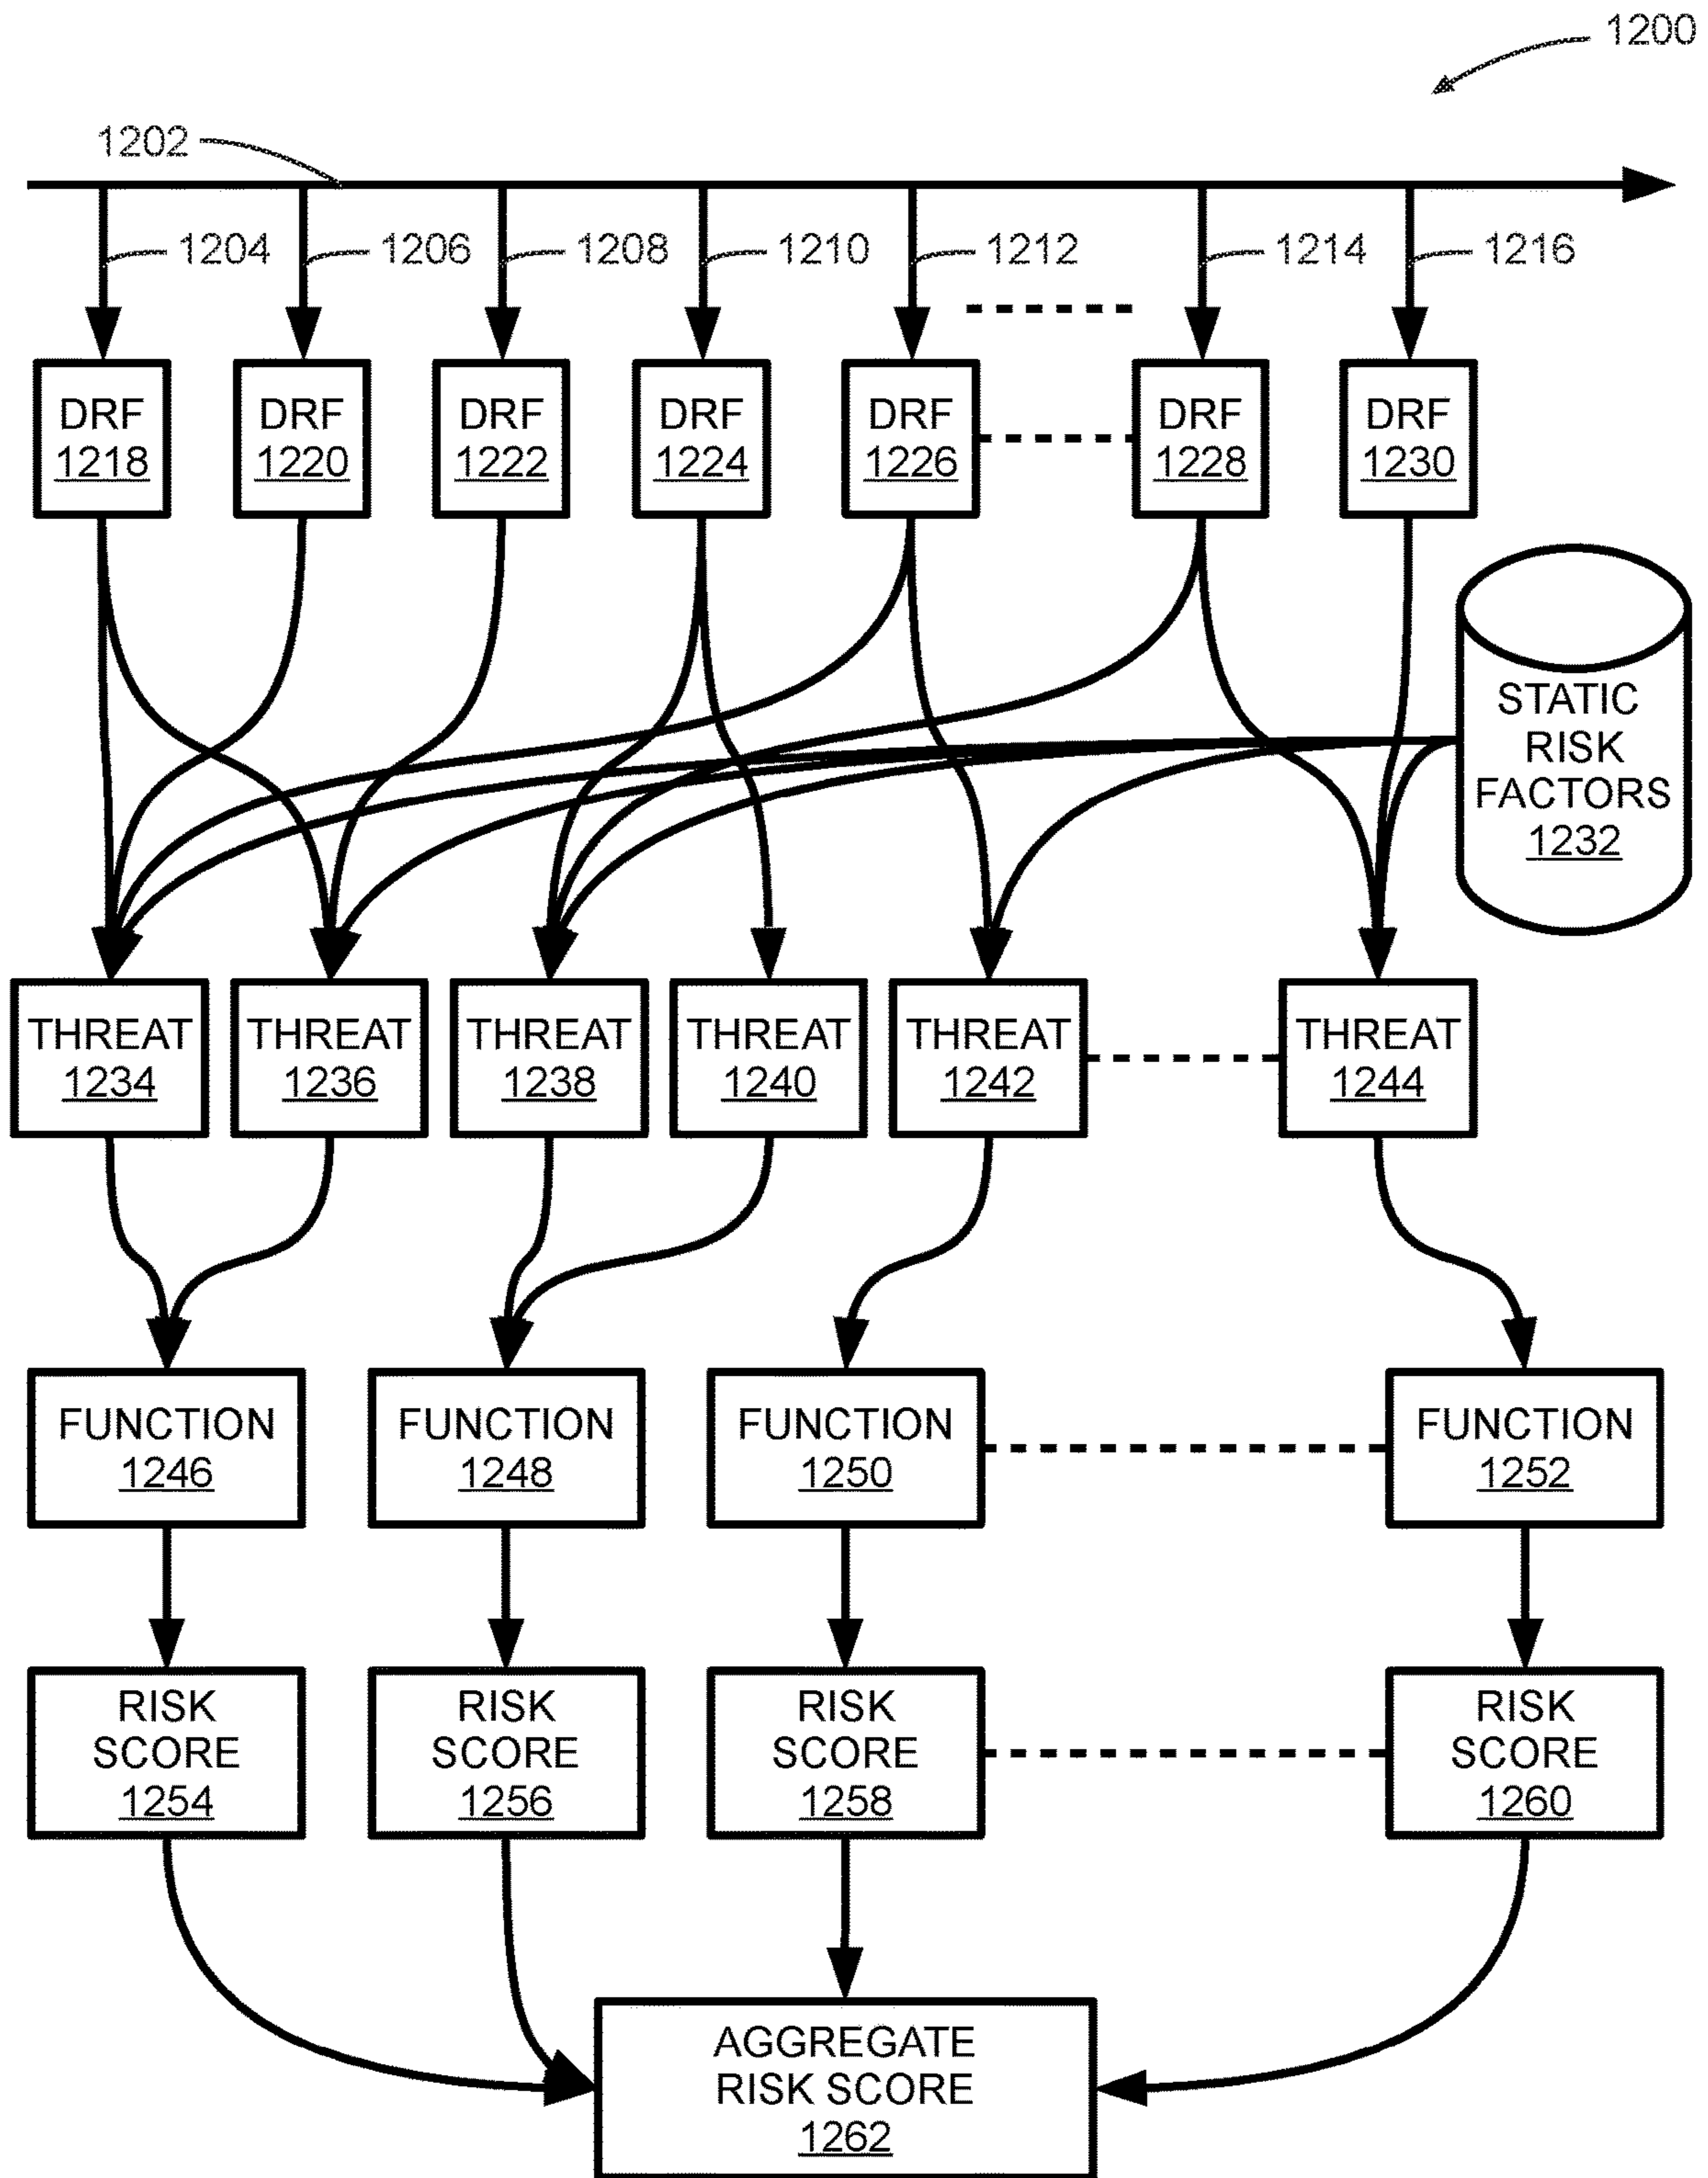 1200
1202
1204
1206
1208
1210
1212
1214
1216
DRF
1218
DRF
1220
DRF
1222
DRF
1224
DRF
1226
DRF
1228
DRF
1230
STATIC
RISK
FACTORS
1232
THREAT
1234
THREAT
1236
THREAT
1238
THREAT
1240
THREAT
1242
THREAT
1244
FUNCTION
1246
FUNCTION
1248
FUNCTION
1250
FUNCTION
1252
RISK
SCORE
1254
RISK
SCORE
1256
RISK
SCORE
1258
RISK
SCORE
1260
AGGREGATE
RISK SCORE
1262